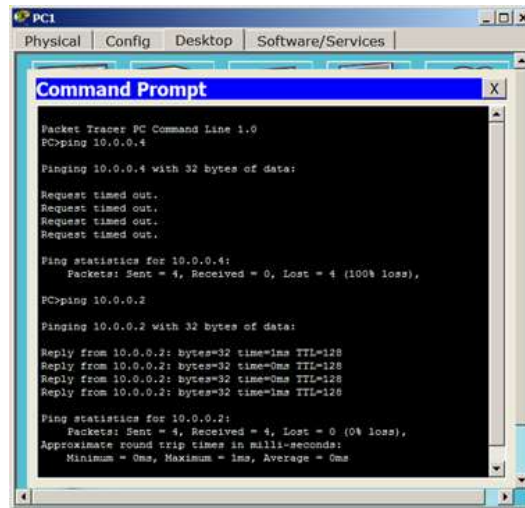 PC1
Physical Config Desktop Software/Services
Command Prompt
X
Packet Tracer PC Command Line 1.0
PC>ping 10.0.0.4
Pinging 10.0.0.4 with 32 bytes of data:
Request timed out.
Request timed out.
Request timed out.
Request timed out.
Ping statistics for 10.0.0.4:
Packets: Sent = 4, Received = 0, Lost = 4 (100% loss),
PC>ping 10.0.0.2
Pinging 10.0.0.2 with 32 bytes of data:
Reply from 10.0.0.2: bytes=32 time=1ms TTL=128
Reply from 10.0.0.2: bytes=32 time=0ms TTL=128
Reply from 10.0.0.2: bytes=32 time=0ms TTL=128
Reply from 10.0.0.2: bytes=32 time=1ms TTL=128
Ping statistics for 10.0.0.2:
Packets: Sent = 4, Received = 4, Lost = 0 (0% loss),
Approximate round trip times in milli-seconds:
Minimum = 0ms, Maximum = 1ms, Average = 0ms